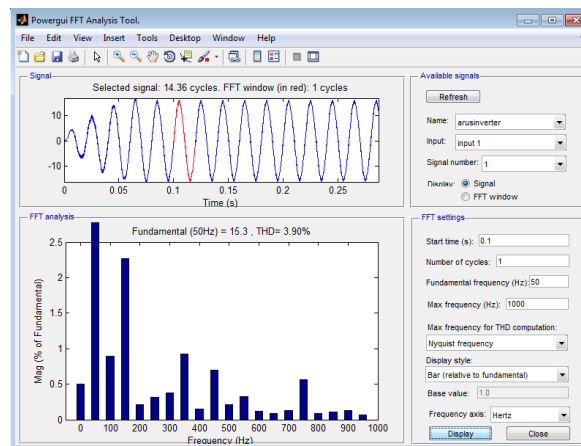 Powergui FFT Analysis Tool.
File Edit View Insert Tools Desktop Window Help
Signal
Selected signal: 14.36 cycles. FFT window (in red): 1 cycles
10
0
-10
0 0.05 0.1 0.15 0.2 0.25
Time (s)
FFT analysis
Fundamental (50Hz) = 15.3 , THD= 3.90%
Mag (% of Fundamental)
2.5
2
1.5
1
0.5
0
0 100 200 300 400 500 600 700 800 900 1000
Frequency (Hz)
Available signals
Refresh
Name: arusinverter
Input: input 1
Signal number: 1
Display: Signal
FFT window
FFT settings
Start time (s): 0.1
Number of cycles: 1
Fundamental frequency (Hz): 50
Max frequency (Hz): 1000
Max frequency for THD computation:
Nyquist frequency
Display style:
Bar (relative to fundamental)
Base value: 1.0
Frequency axis: Hertz
Display Close